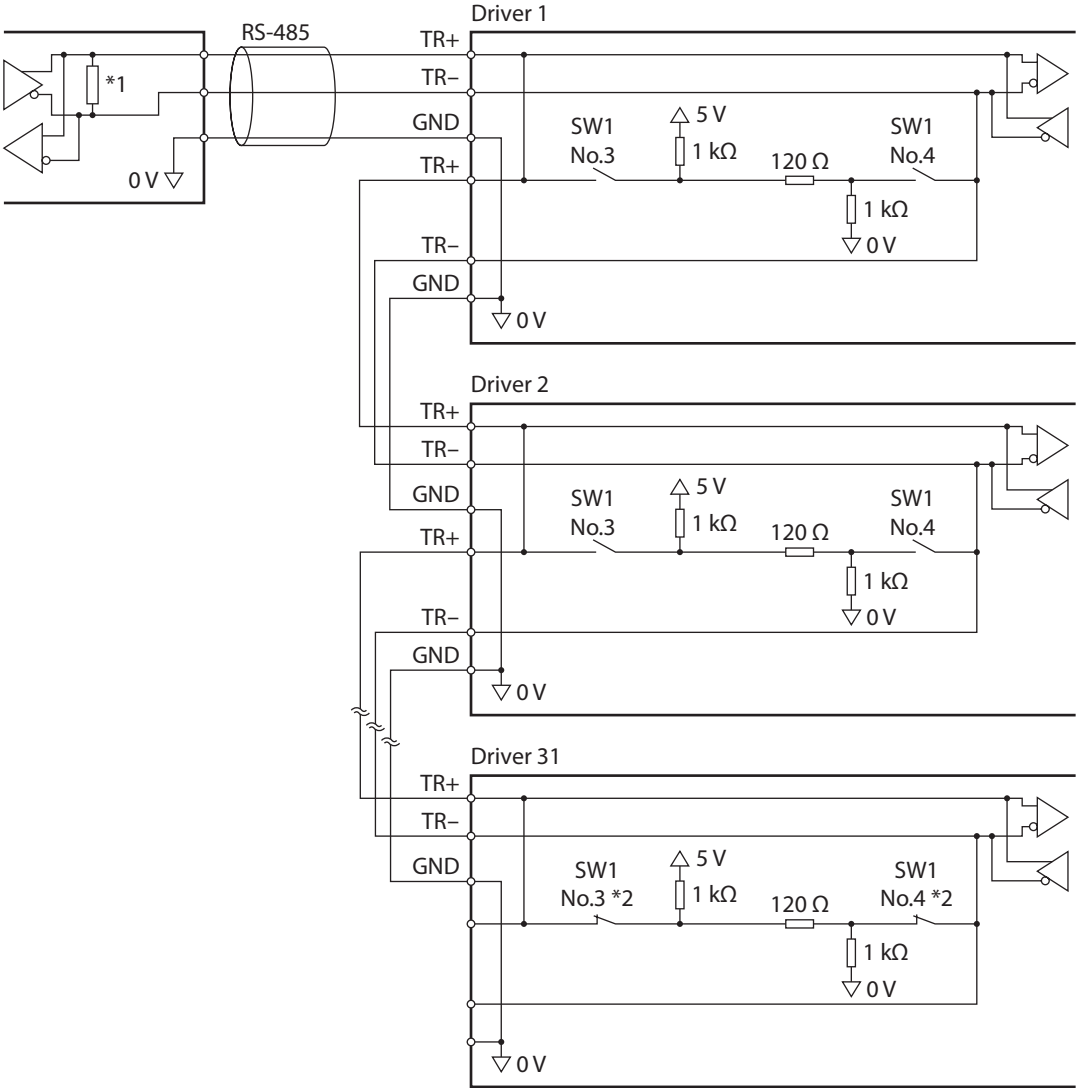 Driver 1
RS-485
TR+
*1
TR–
GND
SW1
No.3
5 V
1 kΩ
120 Ω
SW1
No.4
TR+
0 V
1 kΩ
0 V
TR–
GND
0 V
Driver 2
TR+
TR–
GND
SW1
No.3
5 V
1 kΩ
120 Ω
SW1
No.4
TR+
1 kΩ
0 V
TR–
GND
0 V
Driver 31
TR+
TR–
GND
SW1
No.3 *2
5 V
1 kΩ
120 Ω
SW1
No.4 *2
1 kΩ
0 V
0 V